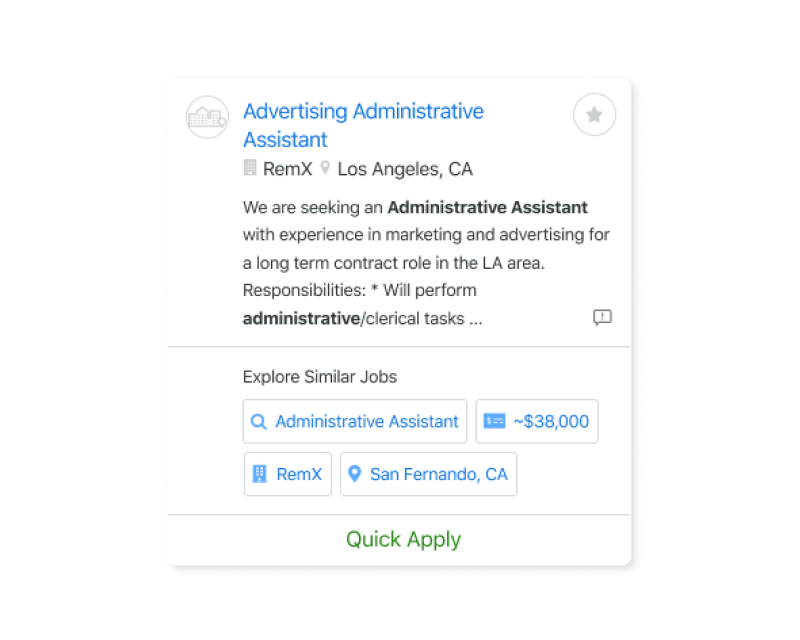 Advertising Administrative
Assistant
RemX Los Angeles, CA
We are seeking an Administrative Assistant
with experience in marketing and advertising for
a long term contract role in the LA area.
Responsibilities: * Will perform
administrative/clerical tasks ...
Explore Similar Jobs
Administrative Assistant ~$38,000
RemX San Fernando, CA
Quick Apply